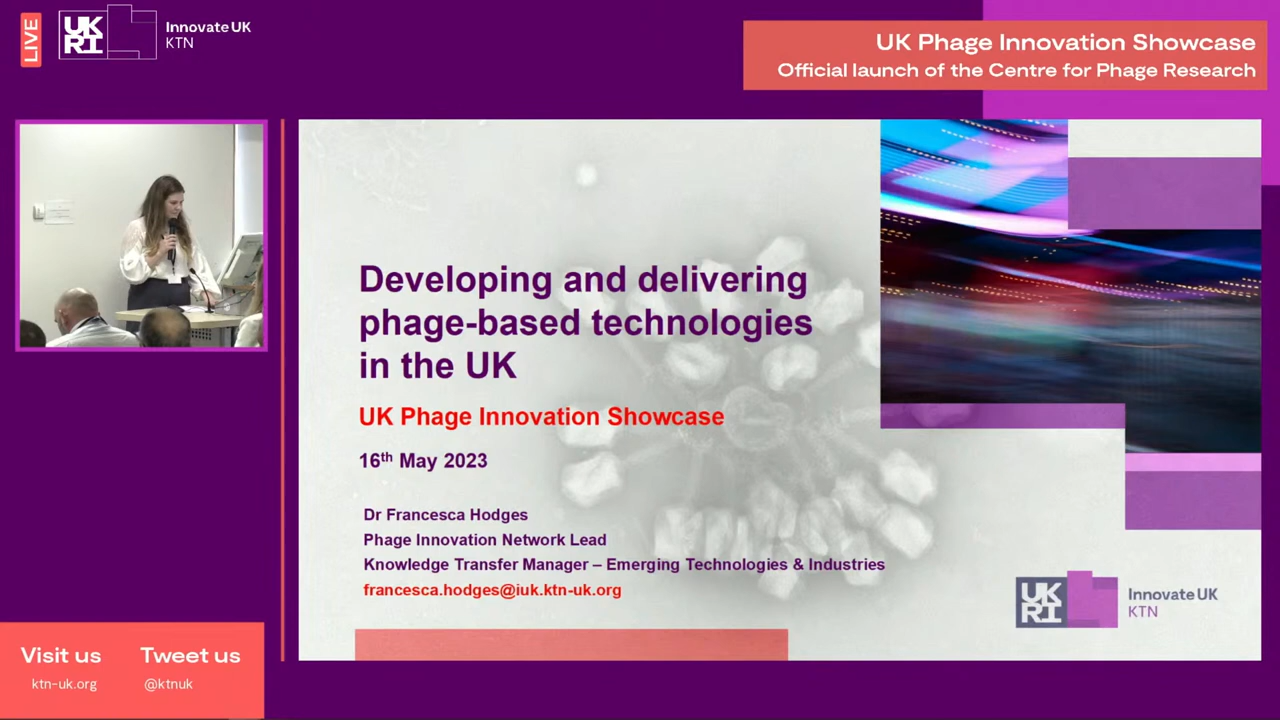 LIVE
UK
RI
Innovate UK
KTN
UK Phage Innovation Showcase
Official launch of the Centre for Phage Research
Developing and delivering
phage-based technologies
in the UK
UK Phage Innovation Showcase
16th May 2023
Dr Francesca Hodges
Phage Innovation Network Lead
Knowledge Transfer Manager – Emerging Technologies & Industries
francesca.hodges@iuk.ktn-uk.org
UK
RI
Innovate UK
KTN
Visit us
ktn-uk.org
Tweet us
@ktnuk